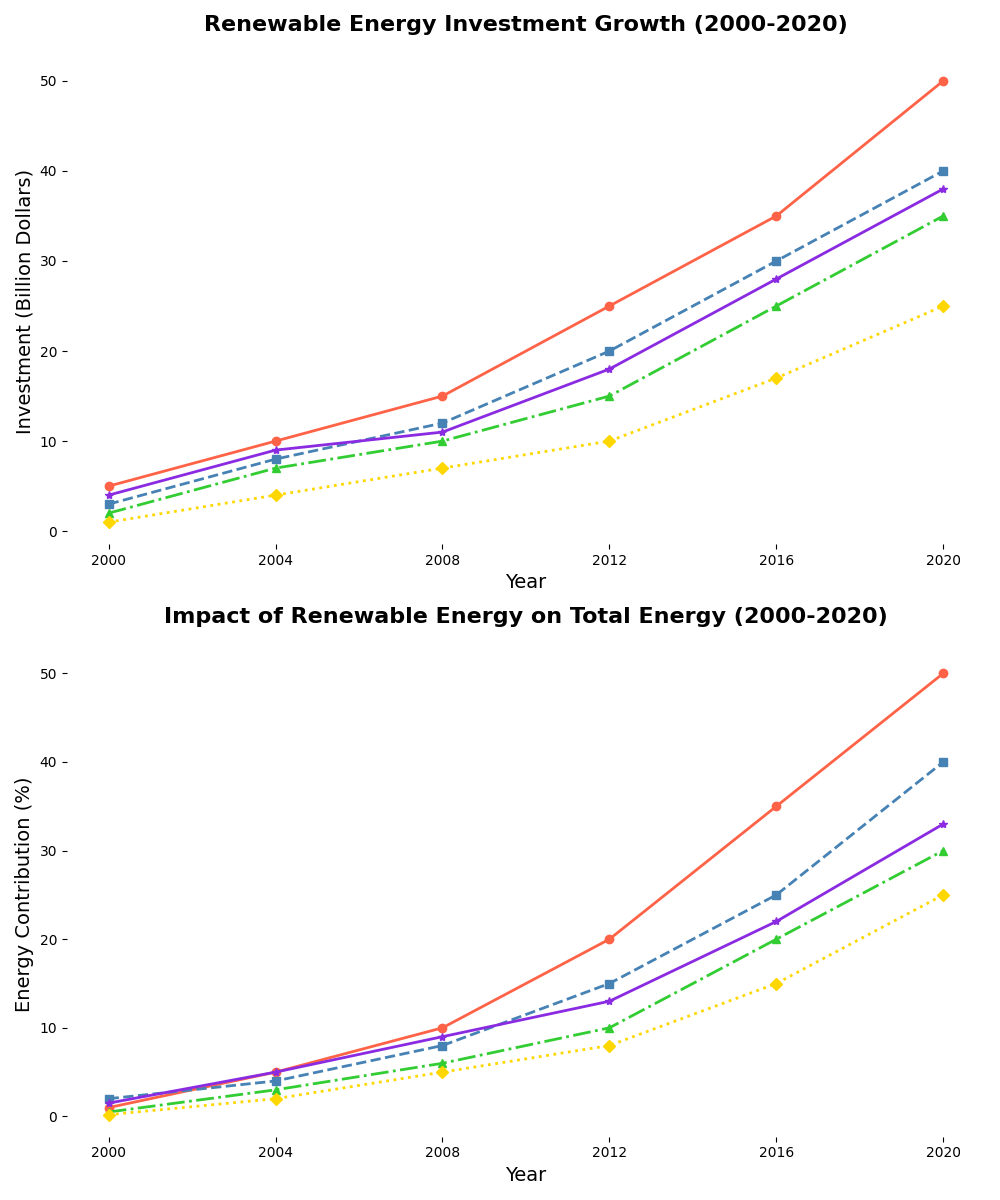 Renewable Energy Investment Growth (2000-2020)
50
40
30
20
10
0
Investment (Billion Dollars)
2000 2004 2008 2012 2016 2020
Year
Impact of Renewable Energy on Total Energy (2000-2020)
50
40
30
20
10
0
Energy Contribution (%)
2000 2004 2008 2012 2016 2020
Year